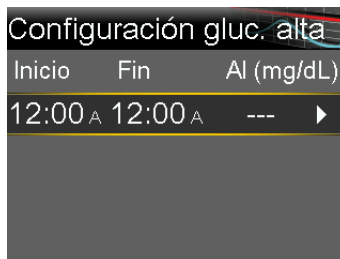 Configuración gluc. alta
Inicio Fin Al (mg/dL)
12:00 A 12:00 A ---